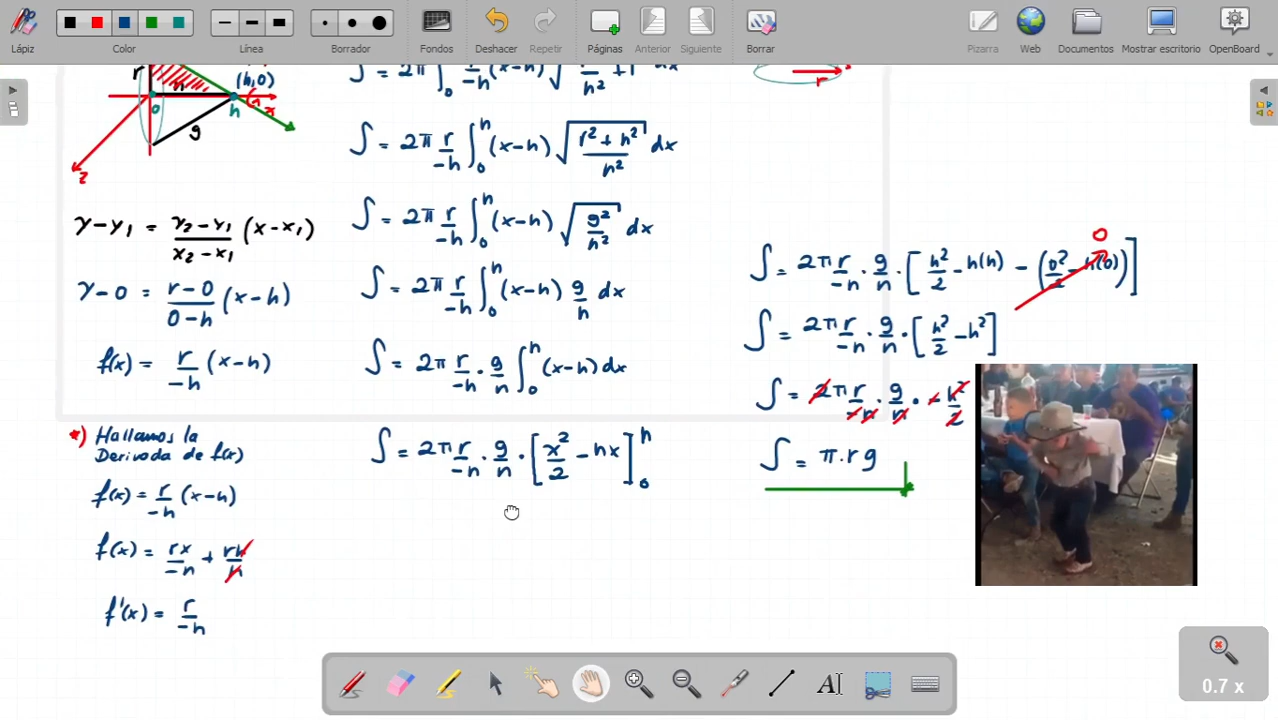 Lápiz
Color
Línea
Borrador
Fondos
Deshacer
Repetir
Páginas
Anterior
Siguiente
Borrar
Pizarra
Web
Documentos
Mostrar escritorio
OpenBoard
r
(h,0)
0
h
x
g
z
y-y₁ = (y₂-y₁)/(x₂-x₁) (x-x₁)
y-0 = (r-0)/(0-h) (x-h)
f(x) = r/-h (x-h)
*) Hallamos la
Derivada de f(x)
f(x) = r/-h (x-h)
f(x) = rx/-h + rh/h
f'(x) = r/-h
S = 2π r/-h ∫₀ʰ (x-h) √((r²+h²)/h²) dx
S = 2π r/-h ∫₀ʰ (x-h) √(g²/h²) dx
S = 2π r/-h ∫₀ʰ (x-h) g/h dx
S = 2π r/-h · g/h ∫₀ʰ (x-h) dx
S = 2π r/-h · g/h · [x²/2 - hx]₀ʰ
r
S = 2π r/-h · g/h · [h²/2 - h(h) - (0²/2 - h(0))]
0
S = 2π r/-h · g/h · [h²/2 - h²]
S = 2π r/-h · g/h · - h²/2
S = π.rg
0.7 x